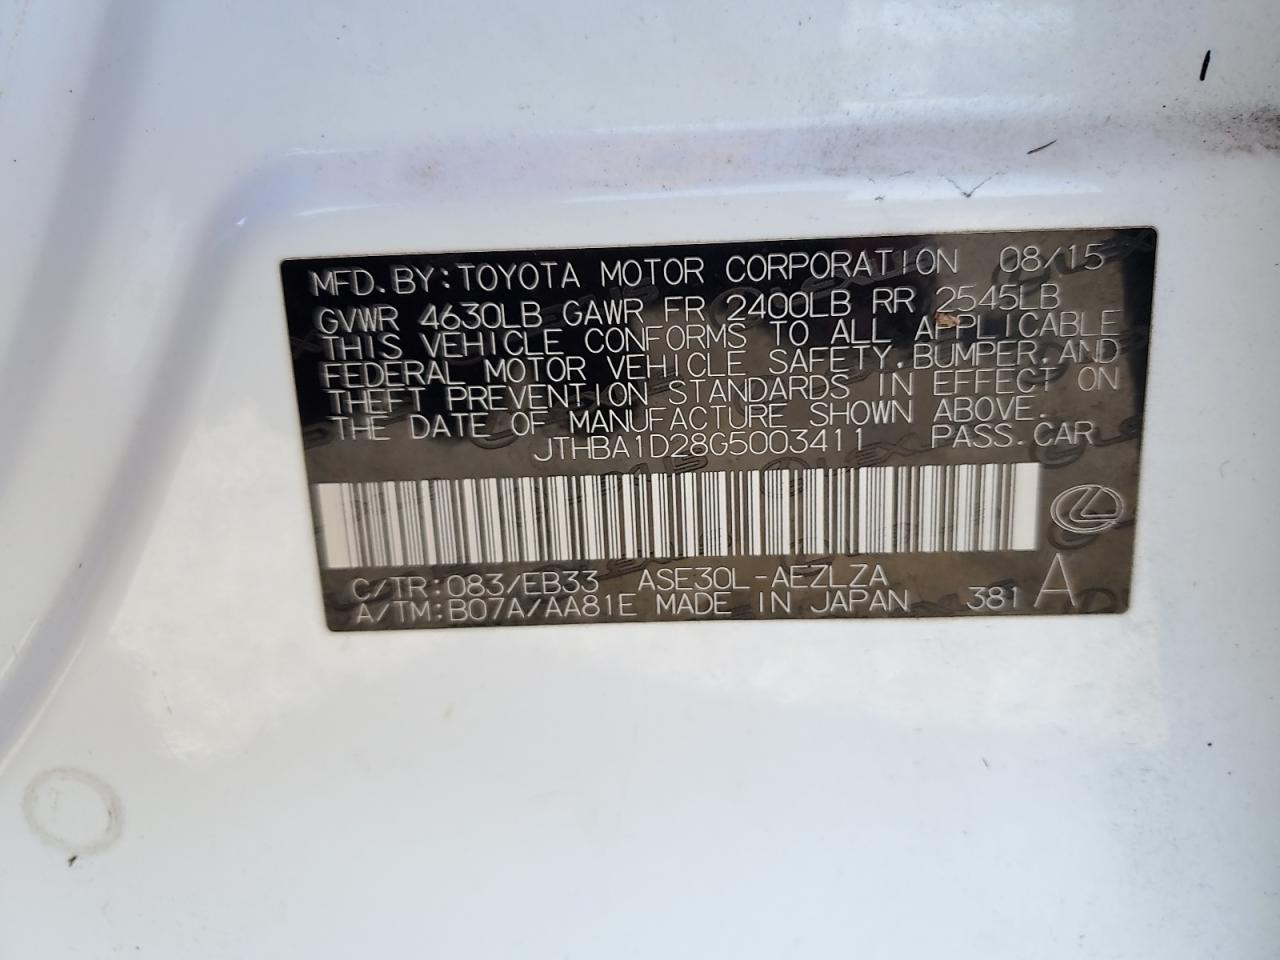 MFD. BY: TOYOTA MOTOR CORPORATION 08/15
GVWR 4630LB GAWR FR 2400LB RR 2545LB
THIS VEHICLE CONFORMS TO ALL APPLICABLE
FEDERAL MOTOR VEHICLE SAFETY, BUMPER, AND
THEFT PREVENTION STANDARDS IN EFFECT ON
THE DATE OF MANUFACTURE SHOWN ABOVE.
JTHBA1D28G5003411 PASS. CAR
C/TR: 083/EB33 ASE30L-AEZLZA
A/TM: B07A/AA81E MADE IN JAPAN 381 A